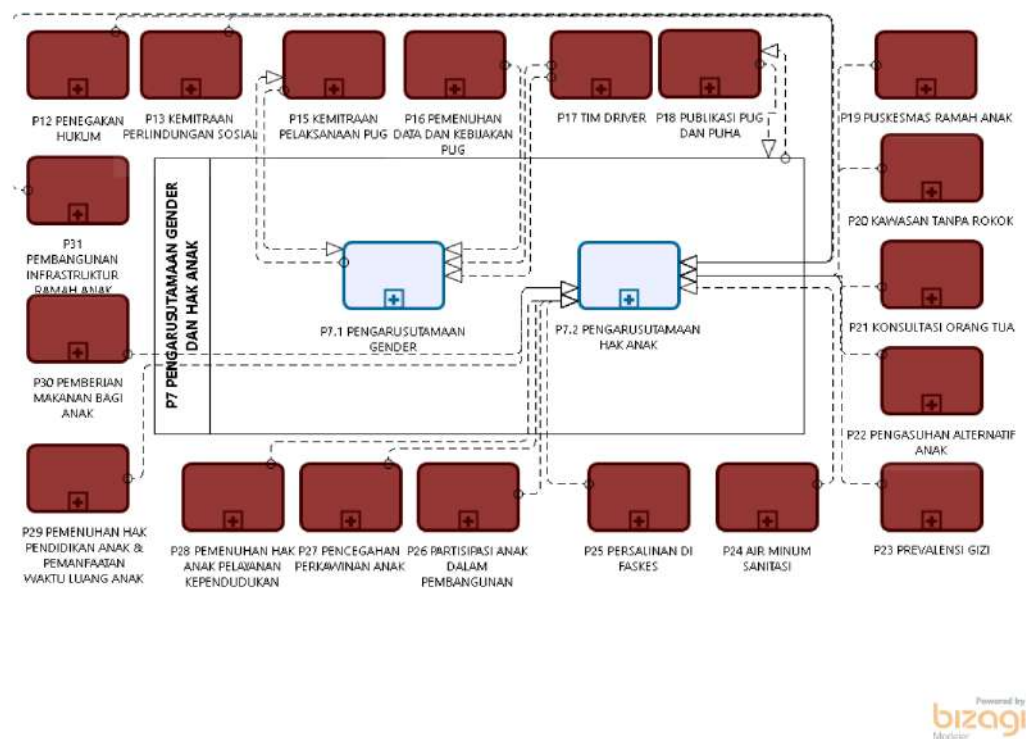 P12 PENEGAKAN
HUKUM
P13 KEMITRAAN
PERLINDUNGAN SOSIAL
P15 KEMITRAAN
PELAKSANAAN PUG
P16 PEMENUHAN
DATA DAN KEBIJAKAN
PUG
P17 TIM DRIVER
P18 PUBLIKASI PUG
DAN PUHA
P19 PUSKESMAS RAMAH ANAK
P31
PEMBANGUNAN
INFRASTRUKTUR
RAMAH ANAK
P7 PENGARUSUTAMAAN GENDER
DAN HAK ANAK
P20 KAWASAN TANPA ROKOK
P7.1 PENGARUSUTAMAAN
GENDER
P7.2 PENGARUSUTAMAAN
HAK ANAK
P21 KONSULTASI ORANG TUA
P30 PEMBERIAN
MAKANAN BAGI
ANAK
P22 PENGASUHAN ALTERNATIF
ANAK
P29 PEMENUHAN HAK
PENDIDIKAN ANAK &
PEMANFAATAN
WAKTU LUANG ANAK
P28 PEMENUHAN HAK
ANAK PELAYANAN
KEPENDUDUKAN
P27 PENCEGAHAN
PERKAWINAN ANAK
P26 PARTISIPASI ANAK
DALAM
PEMBANGUNAN
P25 PERSALINAN DI
FASKES
P24 AIR MINUM
SANITASI
P23 PREVALENSI GIZI
Powered by
bizagi
Modeler